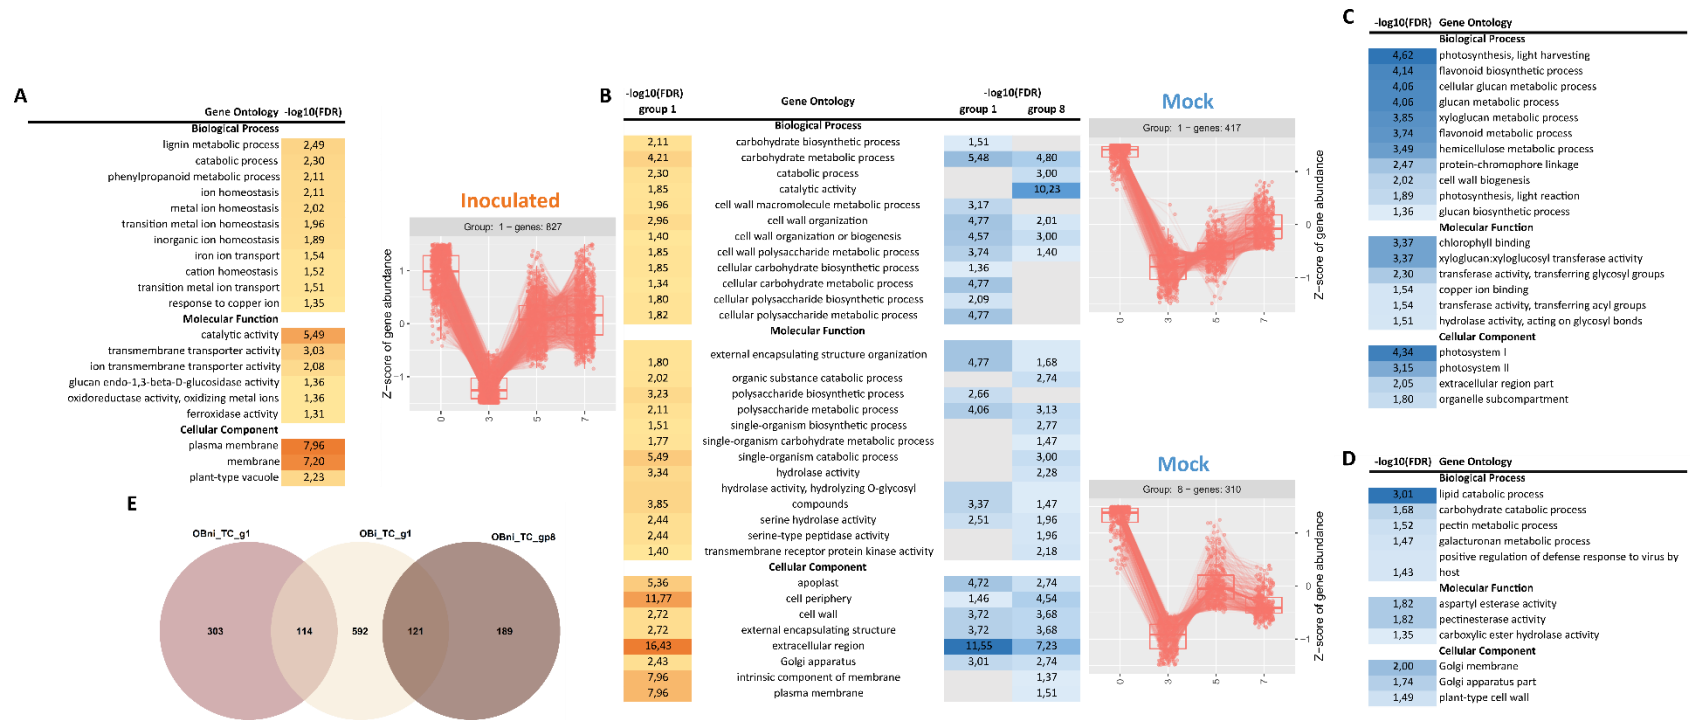 A
Gene Ontology -log10(FDR)
Biological Process
lignin metabolic process 2,49
catabolic process 2,30
phenylpropanoid metabolic process 2,11
ion homeostasis 2,11
metal ion homeostasis 2,02
transition metal ion homeostasis 1,96
inorganic ion homeostasis 1,89
iron ion transport 1,54
cation homestasis 1,52
transition metal ion transport 1,51
response to copper ion 1,35
Molecular Function
catalytic activity 5,49
transmembrane transporter activity 3,03
ion transmembrane transporter activity 2,08
glucan endo-1,3-beta-D-glucosidase activity 1,36
oxidoreductase activity, oxidizing metal ions 1,36
ferroxidase activity 1,31
Cellular Component
plasma membrane 7,96
membrane 7,20
plant-type vacuole 2,23
Inoculated
Group: 1 − genes: 827
Z−score of gene abundance
1
0
−1
0 3 5 7
B
-log10(FDR) -log10(FDR)
group 1 Gene Ontology group 1 group 8
Biological Process
2,11 carbohydrate biosynthetic process 1,51
4,21 carbohydrate metabolic process 5,48 4,80
2,30 catabolic process 3,00
1,85 catalytic activity 10,23
1,96 cell wall macromolecule metabolic process 3,17
2,96 cell wall organization 4,77 2,01
1,40 cell wall organization or biogenesis 4,57 3,00
1,85 cell wall polysaccharide metabolic process 3,74 1,40
1,85 cellular carbohydrate biosynthetic process 1,36
1,34 cellular carbohydrate metabolic process 4,77
1,80 cellular polysaccharide biosynthetic process 2,09
1,82 cellular polysaccharide metabolic process 4,77
Molecular Function
1,80 external encapsulating structure organization 4,77 1,68
2,02 organic substance catabolic process 2,74
3,23 polysaccharide biosynthetic process 2,66
2,11 polysaccharide metabolic process 4,06 3,13
1,51 single-organism biosynthetic process 2,77
1,77 single-organism carbohydrate metabolic process 1,47
5,49 single-organism catabolic process 3,00
3,34 hydrolase activity 2,28
hydrolase activity, hydrolyzing O-glycosyl
3,85 compounds 3,37 1,47
2,44 serine hydrolase activity 2,51 1,96
2,44 serine-type peptidase activity 1,96
1,40 transmembrane receptor protein kinase activity 2,18
Cellular Component
5,36 apoplast 4,72 2,74
11,77 cell periphery 1,46 4,54
2,72 cell wall 3,72 3,68
2,72 external encapsulating structure 3,72 3,68
16,43 extracellular region 11,55 7,23
2,43 Golgi apparatus 3,01 2,74
7,96 intrinsic component of membrane 1,37
7,96 plasma membrane 1,51
Mock
Group: 1 − genes: 417
1
0
−1
Z−score of gene abundance
0 3 5 7
Mock
Group: 8 − genes: 310
1
0
−1
Z−score of gene abundance
0 3 5 7
C
-log10(FDR) Gene Ontology
Biological Process
4,62 photosynthesis, light harvesting
4,14 flavonoid biosynthetic process
4,06 cellular glucan metabolic process
4,06 glucan metabolic process
3,85 xyloglucan metabolic process
3,74 flavonoid metabolic process
3,49 hemicellulose metabolic process
2,47 protein-chromophore linkage
2,02 cell wall biogenesis
1,89 photosynthesis, light reaction
1,36 glucan biosynthetic process
Molecular Function
3,37 chlorophyll binding
3,37 xyloglucan:xyloglucosyl transferase activity
2,30 transferase activity, transferring glycosyl groups
1,54 copper ion binding
1,54 transferase activity, transferring acyl groups
1,51 hydrolase activity, acting on glycosyl bonds
Cellular Component
4,34 photosystem I
3,15 photosystem II
2,05 extracellular region part
1,80 organelle subcompartment
D
-log10(FDR) Gene Ontology
Biological Process
3,01 lipid catabolic process
1,68 carbohydrate catabolic process
1,52 pectin metabolic process
1,47 galacturonan metabolic process
positive regulation of defense response to virus by
1,43 host
Molecular Function
1,82 aspartyl esterase activity
1,82 pectinesterase activity
1,35 carboxylic ester hydrolase activity
Cellular Component
2,00 Golgi membrane
1,74 Golgi apparatus part
1,49 plant-type cell wall
E
OBni_TC_g1 OBi_TC_g1 OBni_TC_gp8
303 114 592 121 189